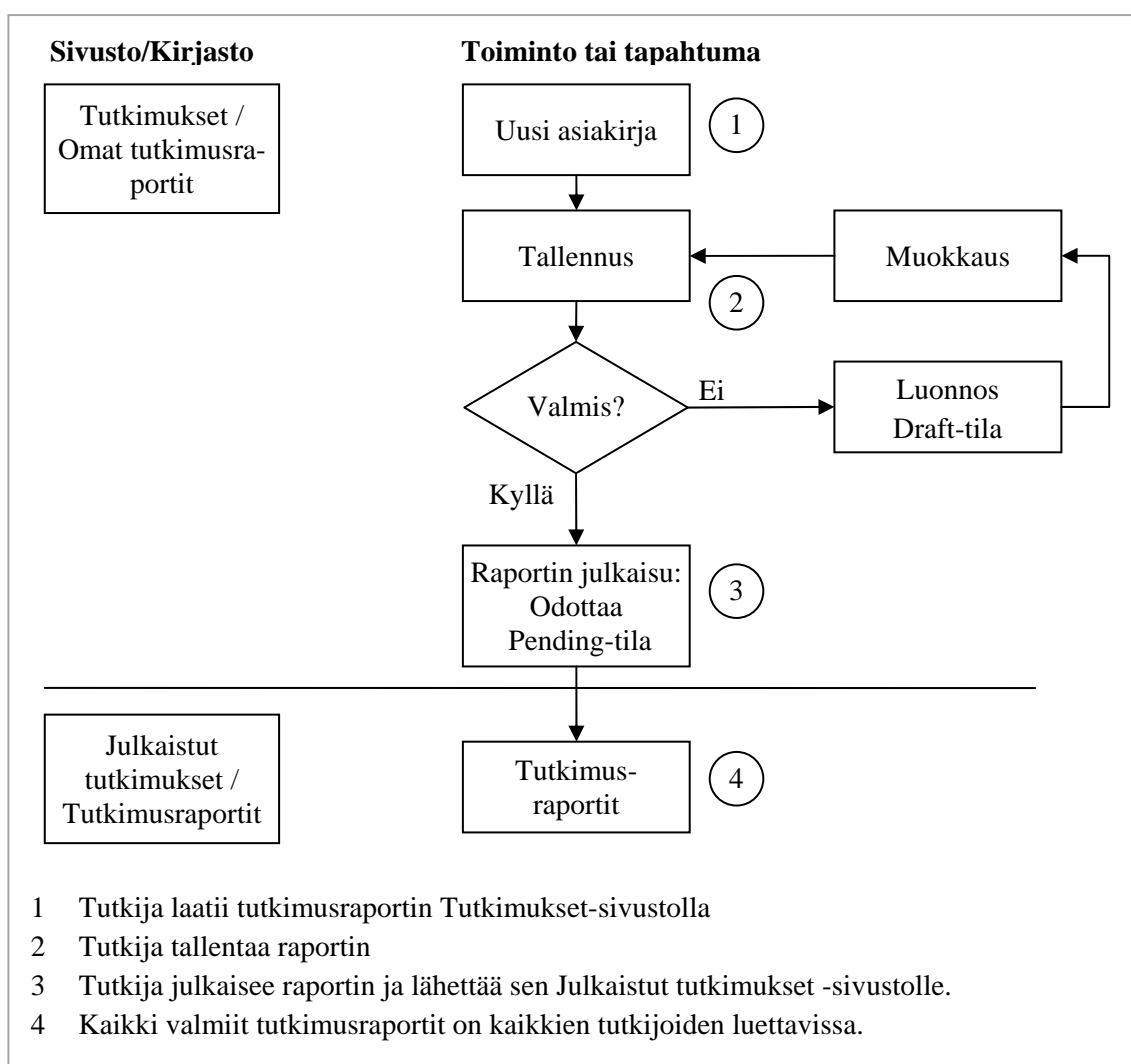 Sivusto/Kirjasto
Toiminto tai tapahtuma
Tutkimukset /
Omat tutkimusra-
portit
Uusi asiakirja
1
Tallennus
Muokkaus
2
Valmis?
Ei
Luonnos
Draft-tila
Kyllä
Raportin julkaisu:
Odottaa
Pending-tila
3
Julkaistut
tutkimukset /
Tutkimusraportit
Tutkimus-
raportit
4
1 Tutkija laatii tutkimusraportin Tutkimukset-sivustolla
2 Tutkija tallentaa raportin
3 Tutkija julkaisee raportin ja lähettää sen Julkaistut tutkimukset -sivustolle.
4 Kaikki valmiit tutkimusraportit on kaikkien tutkijoiden luettavissa.